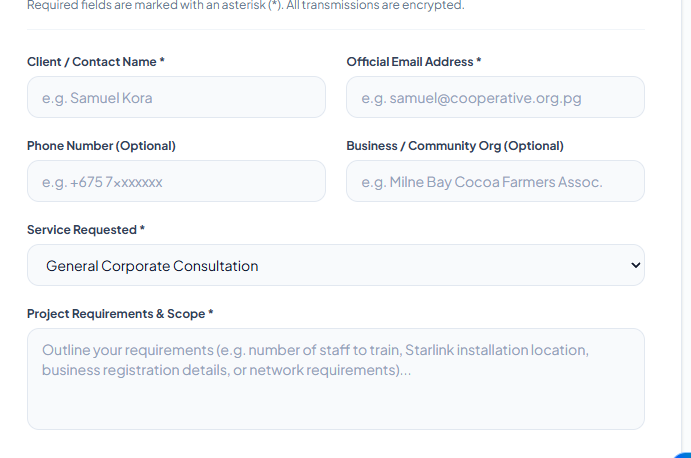 Required fields are marked with an asterisk (*). All transmissions are encrypted.
Client / Contact Name *
Official Email Address *
e.g. Samuel Kora
e.g. samuel@cooperative.org.pg
Phone Number (Optional)
Business / Community Org (Optional)
e.g. +675 7xxxxxxx
e.g. Milne Bay Cocoa Farmers Assoc.
Service Requested *
General Corporate Consultation
Project Requirements & Scope *
Outline your requirements (e.g. number of staff to train, Starlink installation location,
business registration details, or network requirements)...